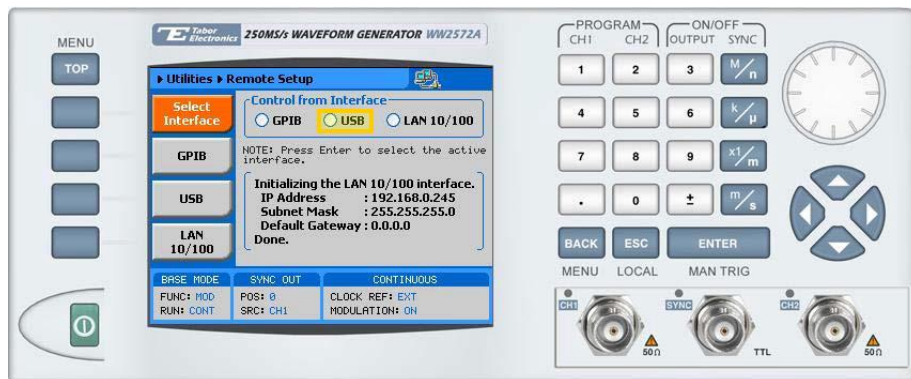 MENU
TOP
Tabor Electronics 250MS/s WAVEFORM GENERATOR WW2572A
Utilities Remote Setup
Select Interface
GPIB
USB
LAN 10/100
Control from Interface
GPIB USB LAN 10/100
NOTE: Press Enter to select the active
interface.
Initializing the LAN 10/100 interface.
IP Address : 192.168.0.245
Subnet Mask : 255.255.255.0
Default Gateway : 0.0.0.0
Done.
BASE MODE SYNC OUT CONTINUOUS
FUNC: MOD POS: 0 CLOCK REF: EXT
RUN: CONT SRC: CH1 MODULATION: ON
PROGRAM ON/OFF
CH1 CH2 OUTPUT SYNC
1 2 3 M/n
4 5 6 k/µ
7 8 9 x1/m
. 0 ± m/s
BACK ESC ENTER
MENU LOCAL MAN TRIG
CH1 SYNC CH2
50Ω TTL 50Ω